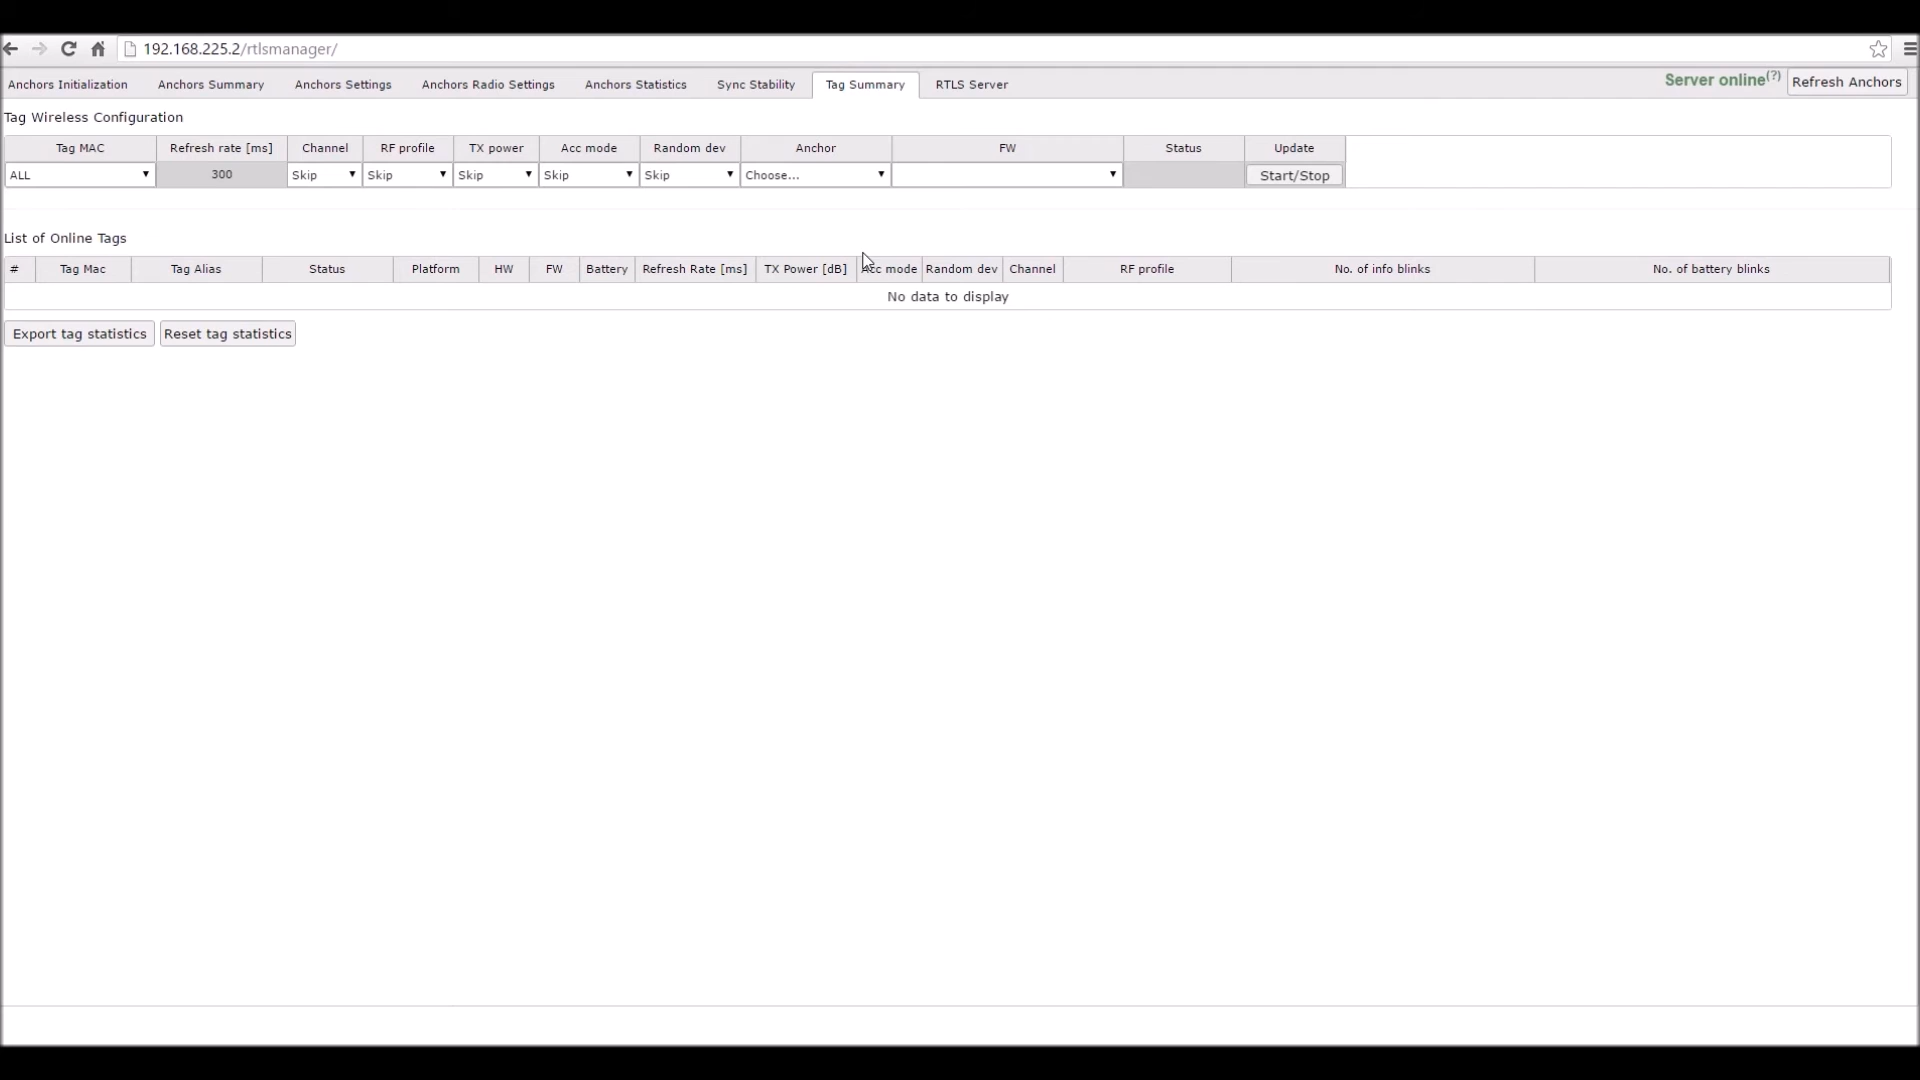 192.168.225.2/rtlsmanager/
Anchors Initialization Anchors Summary Anchors Settings Anchors Radio Settings Anchors Statistics Sync Stability Tag Summary RTLS Server Server online(?) Refresh Anchors
Tag Wireless Configuration
Tag MAC Refresh rate [ms] Channel RF profile TX power Acc mode Random dev Anchor FW Status Update
ALL 300 Skip Skip Skip Skip Skip Choose... Start/Stop
List of Online Tags
# Tag Mac Tag Alias Status Platform HW FW Battery Refresh Rate [ms] TX Power [dB] Acc mode Random dev Channel RF profile No. of info blinks No. of battery blinks
No data to display
Export tag statistics Reset tag statistics